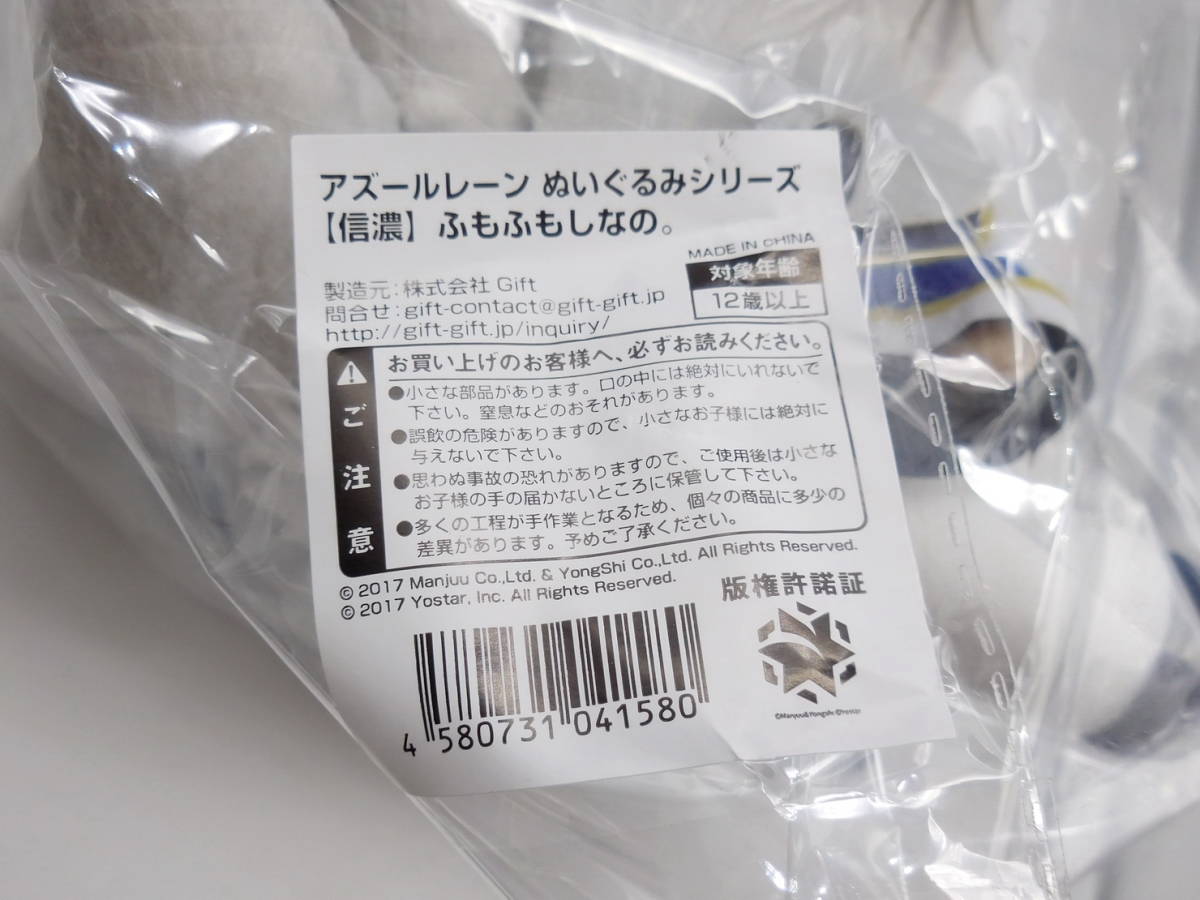 アズールレーン ぬいぐるみシリーズ
【信濃】ふもふもしなの。
MADE IN CHINA
対象年齢
12歳以上
製造元:株式会社 Gift
問合せ:gift-contact@gift-gift.jp
http://gift-gift.jp/inquiry/
ご注意
お買い上げのお客様へ、必ずお読みください。
●小さな部品があります。口の中には絶対にいれないで
下さい。窒息などのおそれがあります。
●誤飲の危険がありますので、小さなお子様には絶対に
与えないで下さい。
●思わぬ事故の恐れがありますので、ご使用後は小さな
お子様の手の届かないところに保管して下さい。
●多くの工程が手作業となるため、個々の商品に多少の
差異があります。予めご了承ください。
© 2017 Manjuu Co.,Ltd. & YongShi Co.,Ltd. All Rights Reserved.
© 2017 Yostar, Inc. All Rights Reserved.
版権許諾証
©Manjuu&YongShi ©Yostar
4 580731 041580